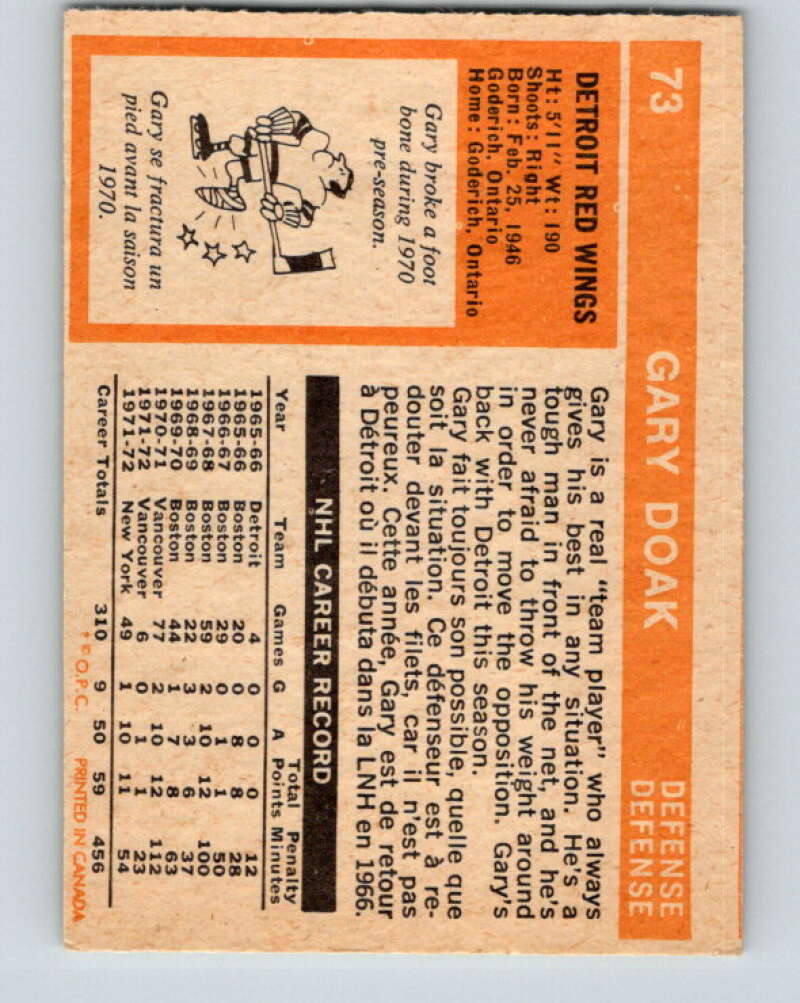 73
GARY DOAK
DEFENSE
DEFENSE
DETROIT RED WINGS
Ht: 5'11" Wt: 190
Shoots: Right
Born: Feb. 25, 1946
Goderich, Ontario
Home: Goderich, Ontario
Gary broke a foot
bone during 1970
pre-season.
Gary se fractura un
pied avant la saison
1970.
Gary is a real "team player" who always
gives his best in any situation. He's a
tough man in front of the net, and he's
never afraid to throw his weight around
in order to move the opposition. Gary's
back with Detroit this season.
Gary fait toujours son possible, quelle que
soit la situation. Ce défenseur est à re-
douter devant les filets, car il n'est pas
peureux. Cette année, Gary est de retour
à Détroit où il débuta dans la LNH en 1966.
NHL CAREER RECORD
Total Penalty
Year Team Games G A Points Minutes
1965-66 Detroit 4 0 0 0 12
1965-66 Boston 20 0 8 8 28
1966-67 Boston 29 0 1 1 50
1967-68 Boston 59 2 10 12 100
1968-69 Boston 22 3 3 6 37
1969-70 Boston 44 1 7 8 63
1970-71 Vancouver 77 2 10 12 112
1971-72 Vancouver 6 0 1 1 23
1971-72 New York 49 1 10 11 54
Career Totals 310 9 50 59 456
* © O.P.C. PRINTED IN CANADA